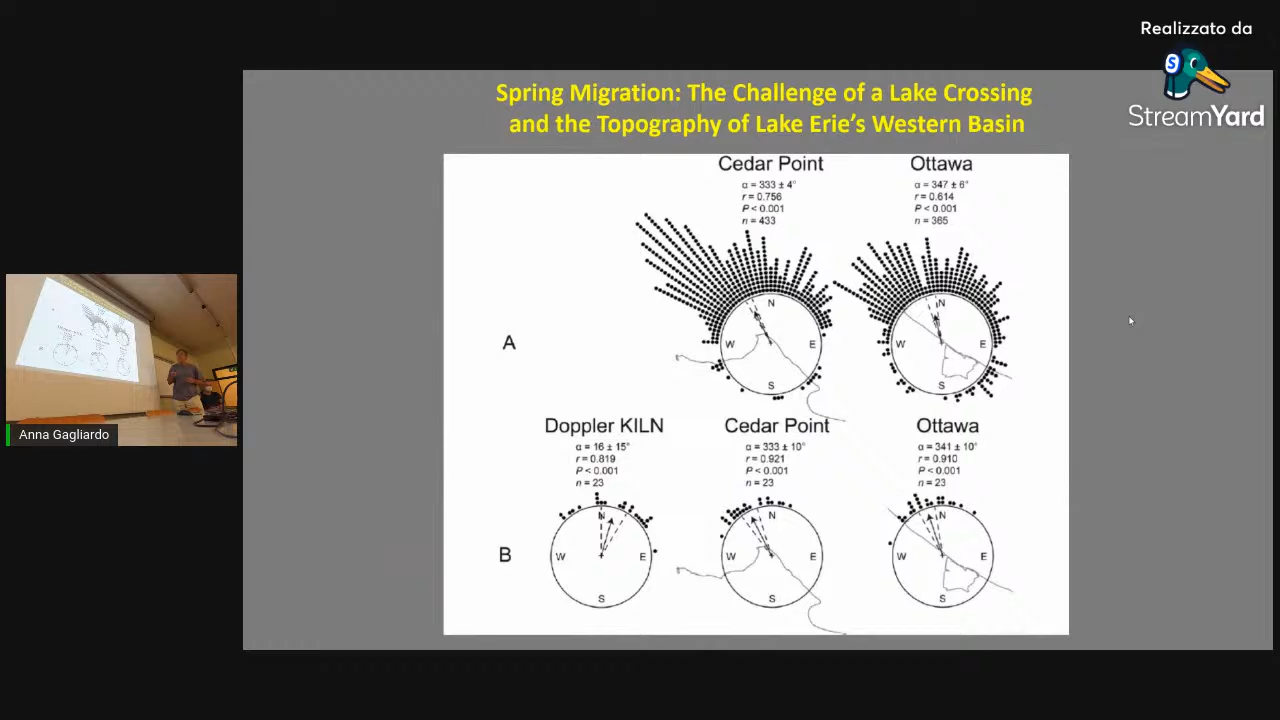 Realizzato da
StreamYard
Spring Migration: The Challenge of a Lake Crossing
and the Topography of Lake Erie's Western Basin
Cedar Point
α = 333 ± 4°
r = 0.756
P < 0.001
n = 433
Ottawa
α = 347 ± 6°
r = 0.614
P < 0.001
n = 365
A
N
W
E
S
N
W
E
S
Anna Gagliardo
Doppler KILN
α = 16 ± 15°
r = 0.819
P < 0.001
n = 23
Cedar Point
α = 333 ± 10°
r = 0.921
P < 0.001
n = 23
Ottawa
α = 341 ± 10°
r = 0.910
P < 0.001
n = 23
B
N
W
E
S
N
W
E
S
N
W
E
S